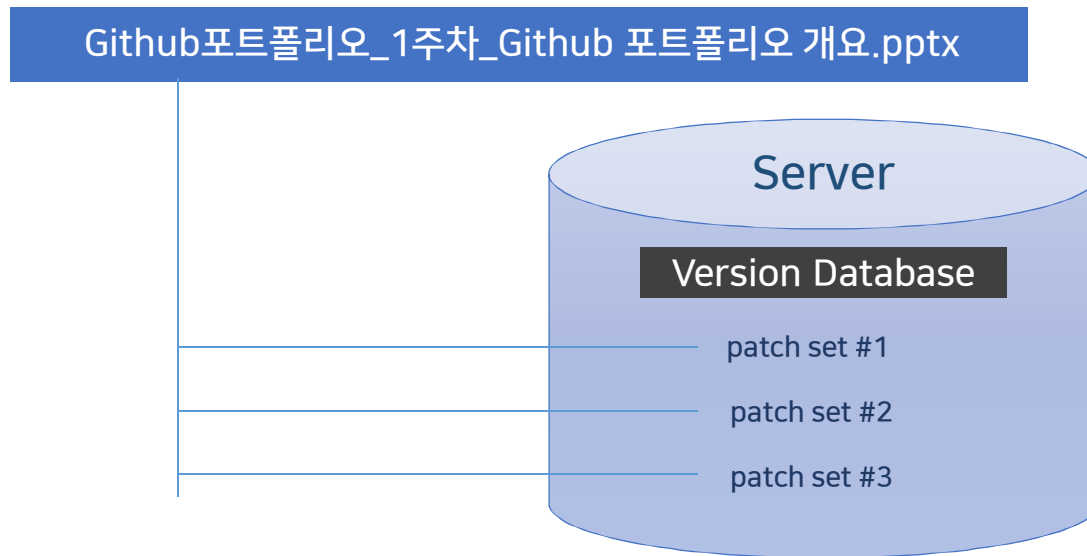 Github포트폴리오_1주차_Github 포트폴리오 개요.pptx
Server
Version Database
patch set #1
patch set #2
patch set #3